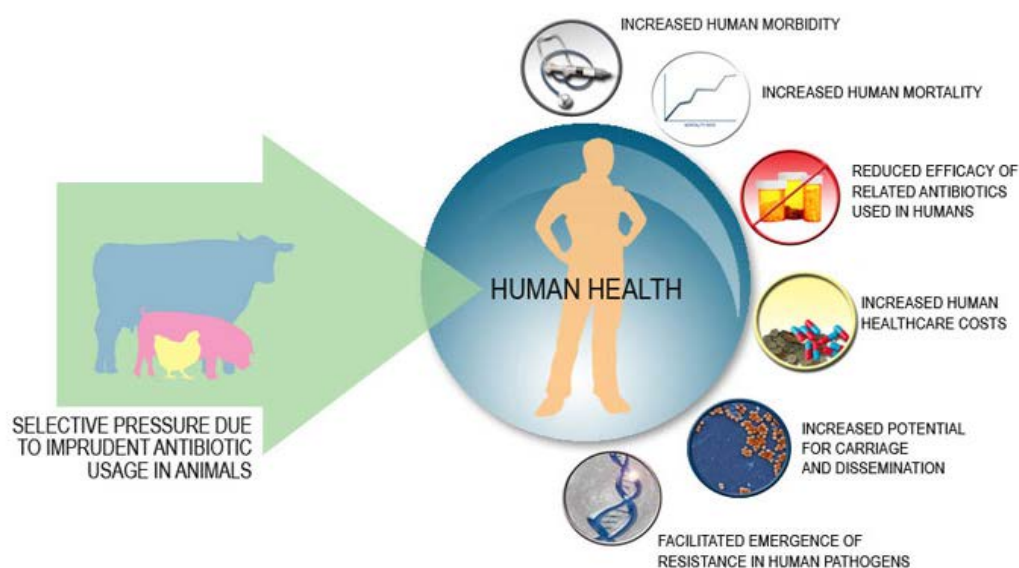 INCREASED HUMAN MORBIDITY
INCREASED HUMAN MORTALITY
REDUCED EFFICACY OF
RELATED ANTIBIOTICS
USED IN HUMANS
HUMAN HEALTH
INCREASED HUMAN
HEALTHCARE COSTS
SELECTIVE PRESSURE DUE
TO IMPRUDENT ANTIBIOTIC
USAGE IN ANIMALS
INCREASED POTENTIAL
FOR CARRIAGE
AND DISSEMINATION
FACILITATED EMERGENCE OF
RESISTANCE IN HUMAN PATHOGENS